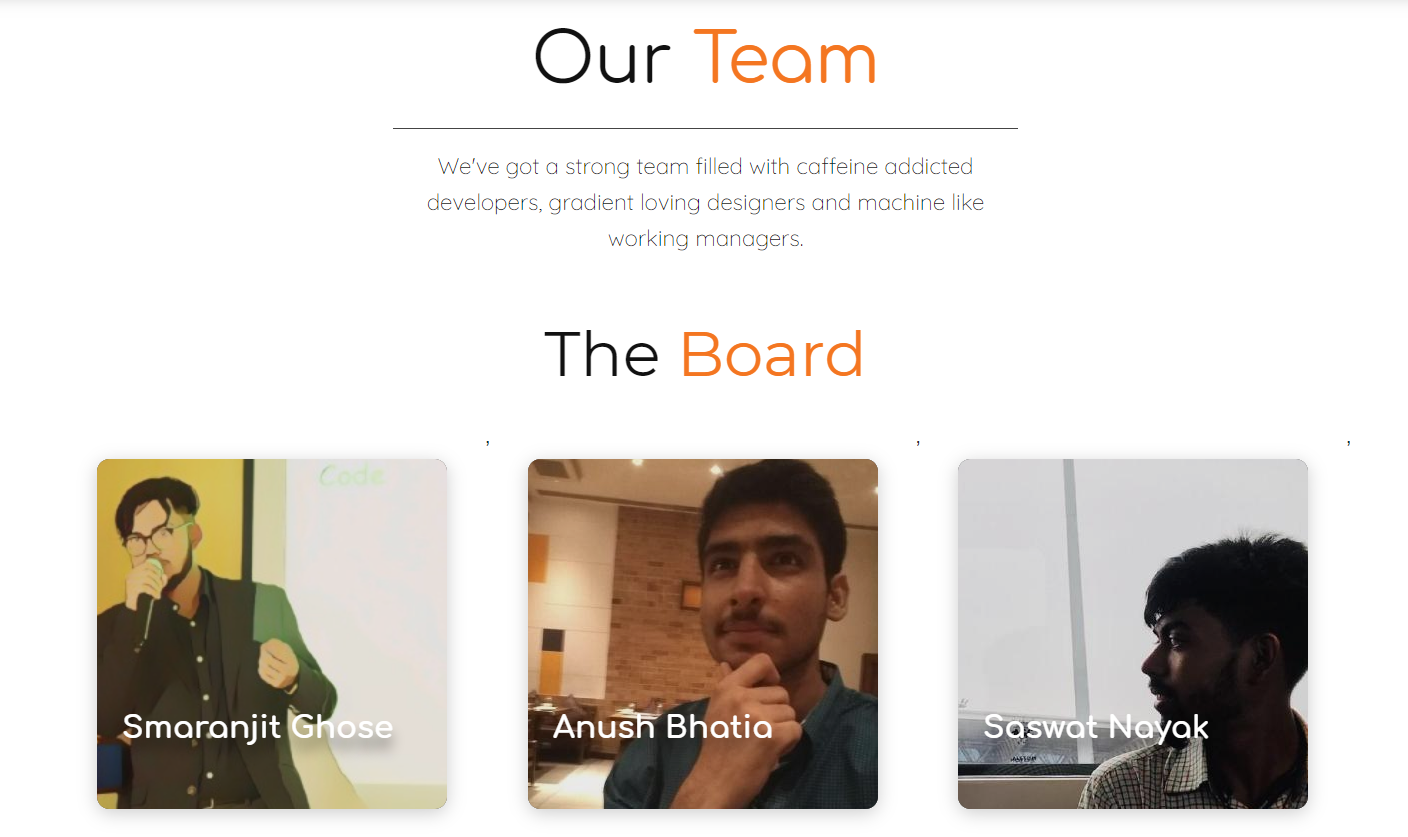 Our Team
We've got a strong team filled with caffeine addicted
developers, gradient loving designers and machine like
working managers.
The Board
, , ,
Code
Smaranjit Ghose
Anush Bhatia
Saswat Nayak